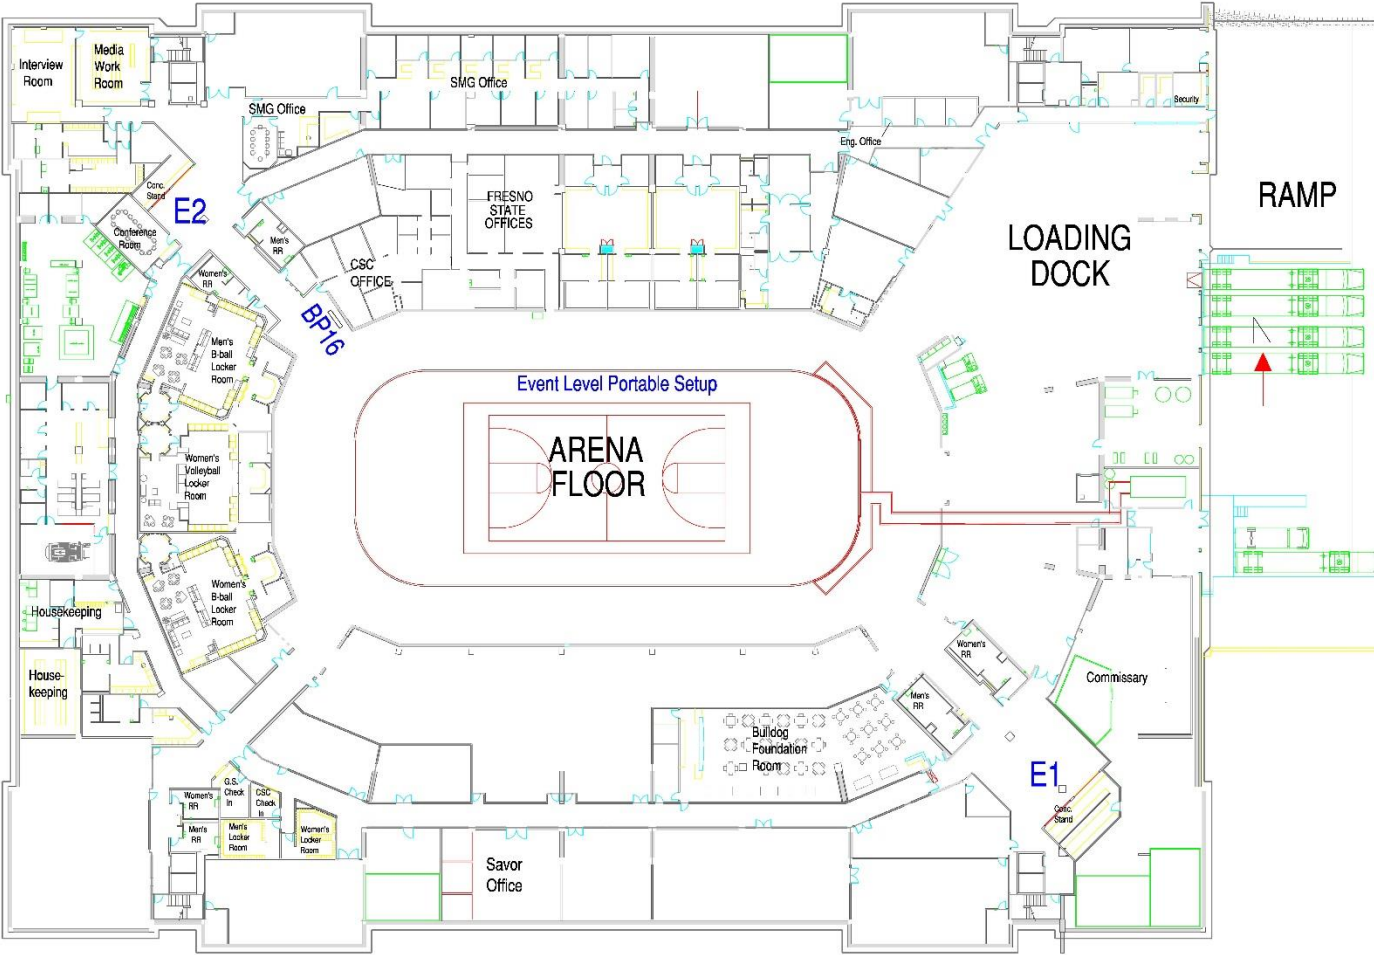 Interview
Room
Media
Work
Room
SMG Office
SMG Office
Security
Eng. Office
RAMP
Conc.
Stand
E2
Conference
Room
Men's
RR
FRESNO
STATE
OFFICES
LOADING
DOCK
CSC
OFFICE
Women's
RR
BP16
Men's
B-ball
Locker
Room
Event Level Portable Setup
ARENA
FLOOR
Women's
Volleyball
Locker
Room
Women's
B-ball
Locker
Room
Housekeeping
House-
keeping
Women's
RR
Commissary
Men's
RR
Bulldog
Foundation
Room
E1
Conc.
Stand
G.S.
Check
In
CSC
Check
In
Women's
RR
Men's
RR
Men's
Locker
Room
Women's
Locker
Room
Savor
Office